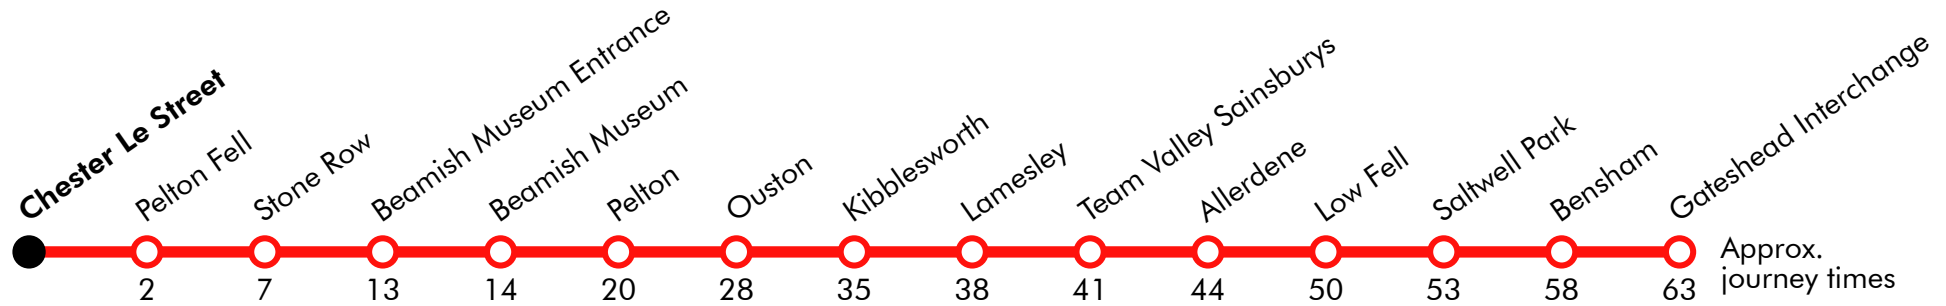 Chester Le Street
Pelton Fell
Stone Row
Beamish Museum Entrance
Beamish Museum
Pelton
Ouston
Kibblesworth
Lamesley
Team Valley Sainsburys
Allerdene
Low Fell
Saltwell Park
Bensham
Gateshead Interchange
2 7 13 14 20 28 35 38 41 44 50 53 58 63
Approx.
journey times